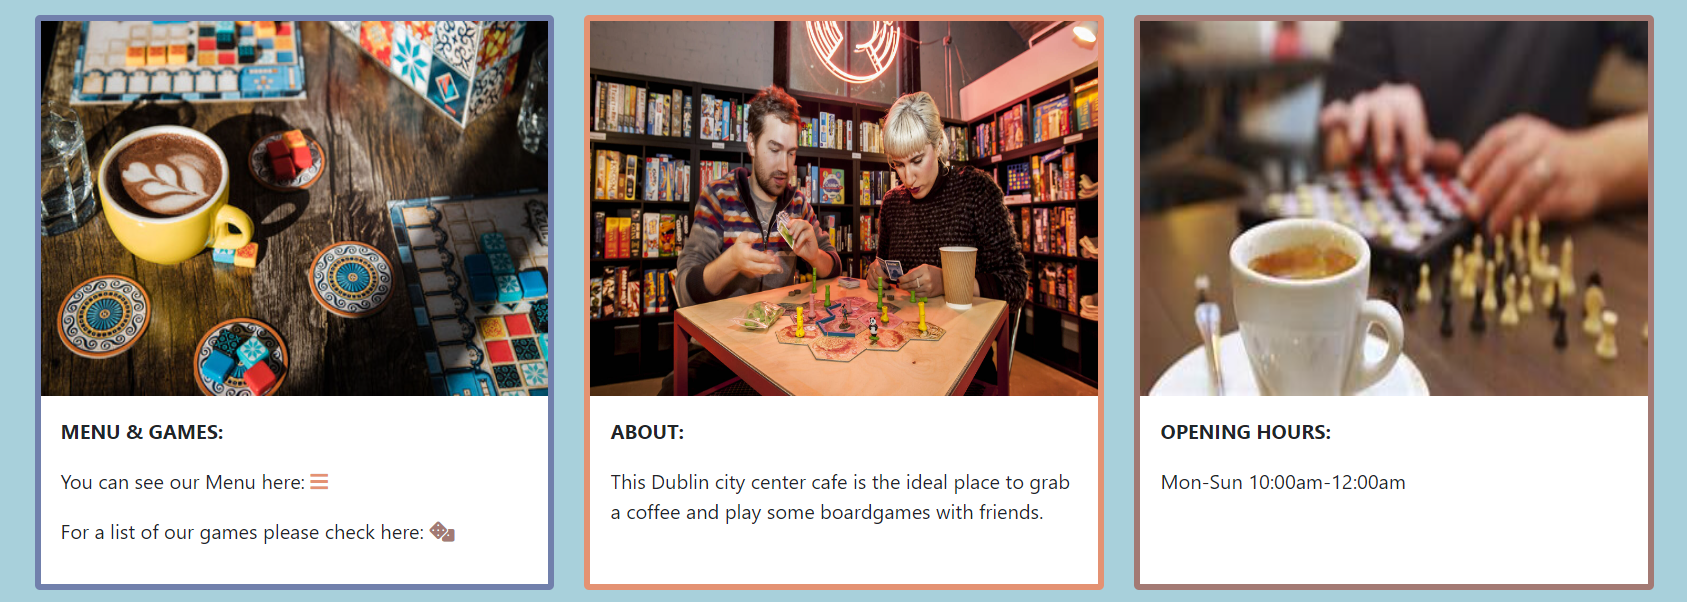 MENU & GAMES:
You can see our Menu here:
For a list of our games please check here:
ABOUT:
This Dublin city center cafe is the ideal place to grab
a coffee and play some boardgames with friends.
OPENING HOURS:
Mon-Sun 10:00am-12:00am